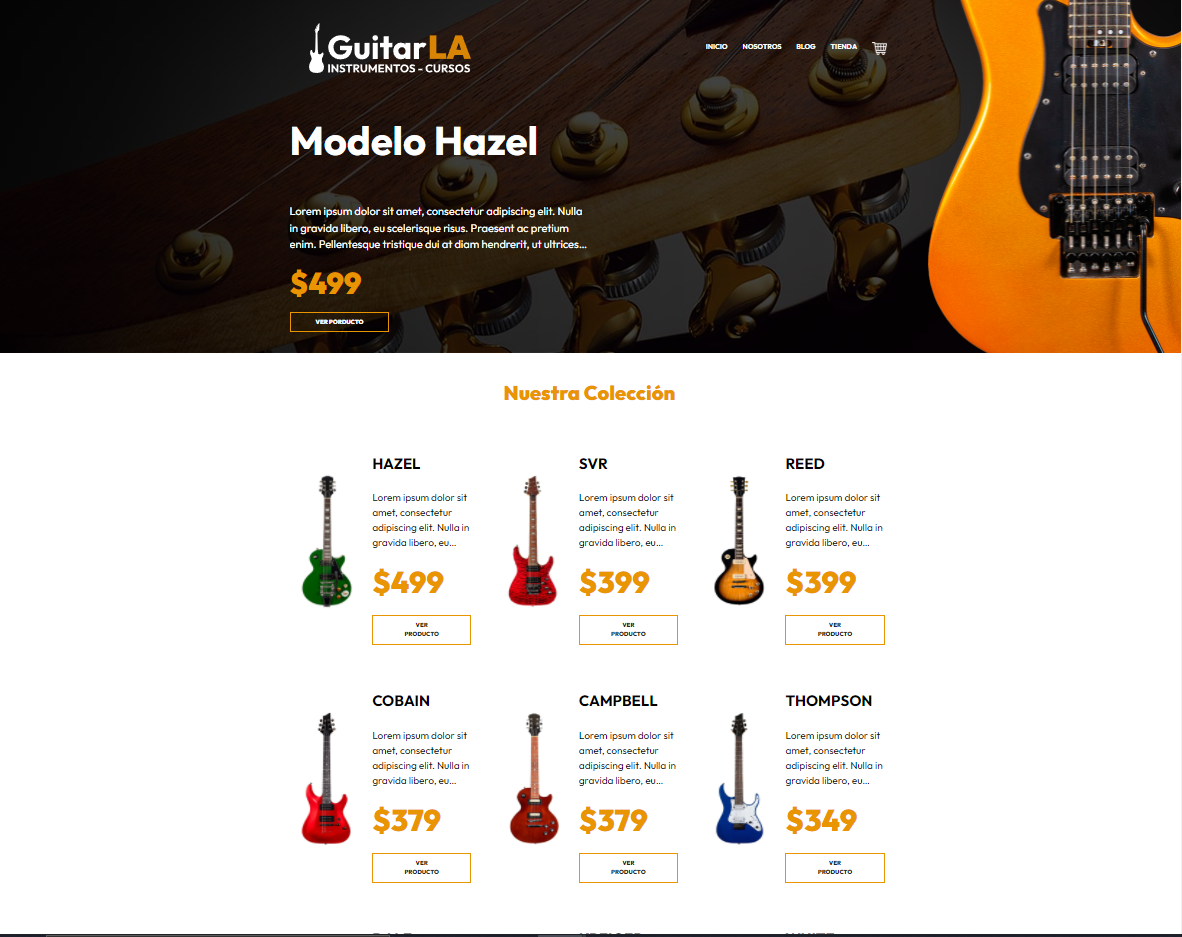 GuitarLA
INSTRUMENTOS - CURSOS
INICIO NOSOTROS BLOG TIENDA
Modelo Hazel
Lorem ipsum dolor sit amet, consectetur adipiscing elit. Nulla
in gravida libero, eu scelerisque risus. Praesent ac pretium
enim. Pellentesque tristique dui at diam hendrerit, ut ultrices...
$499
VER PORDUCTO
Nuestra Colección
HAZEL
Lorem ipsum dolor sit
amet, consectetur
adipiscing elit. Nulla in
gravida libero, eu...
$499
VER
PRODUCTO
SVR
Lorem ipsum dolor sit
amet, consectetur
adipiscing elit. Nulla in
gravida libero, eu...
$399
VER
PRODUCTO
REED
Lorem ipsum dolor sit
amet, consectetur
adipiscing elit. Nulla in
gravida libero, eu...
$399
VER
PRODUCTO
COBAIN
Lorem ipsum dolor sit
amet, consectetur
adipiscing elit. Nulla in
gravida libero, eu...
$379
VER
PRODUCTO
CAMPBELL
Lorem ipsum dolor sit
amet, consectetur
adipiscing elit. Nulla in
gravida libero, eu...
$379
VER
PRODUCTO
THOMPSON
Lorem ipsum dolor sit
amet, consectetur
adipiscing elit. Nulla in
gravida libero, eu...
$349
VER
PRODUCTO